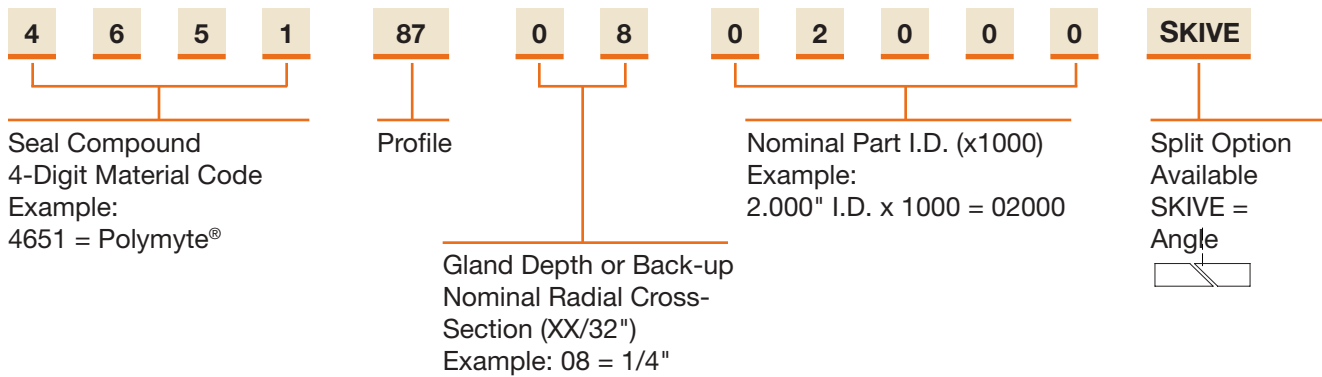 4 6 5 1 87 0 8 0 2 0 0 0 SKIVE
Seal Compound
4-Digit Material Code
Example:
4651 = Polymyte®
Profile
Gland Depth or Back-up
Nominal Radial Cross-
Section (XX/32")
Example: 08 = 1/4"
Nominal Part I.D. (x1000)
Example:
2.000" I.D. x 1000 = 02000
Split Option
Available
SKIVE =
Angle